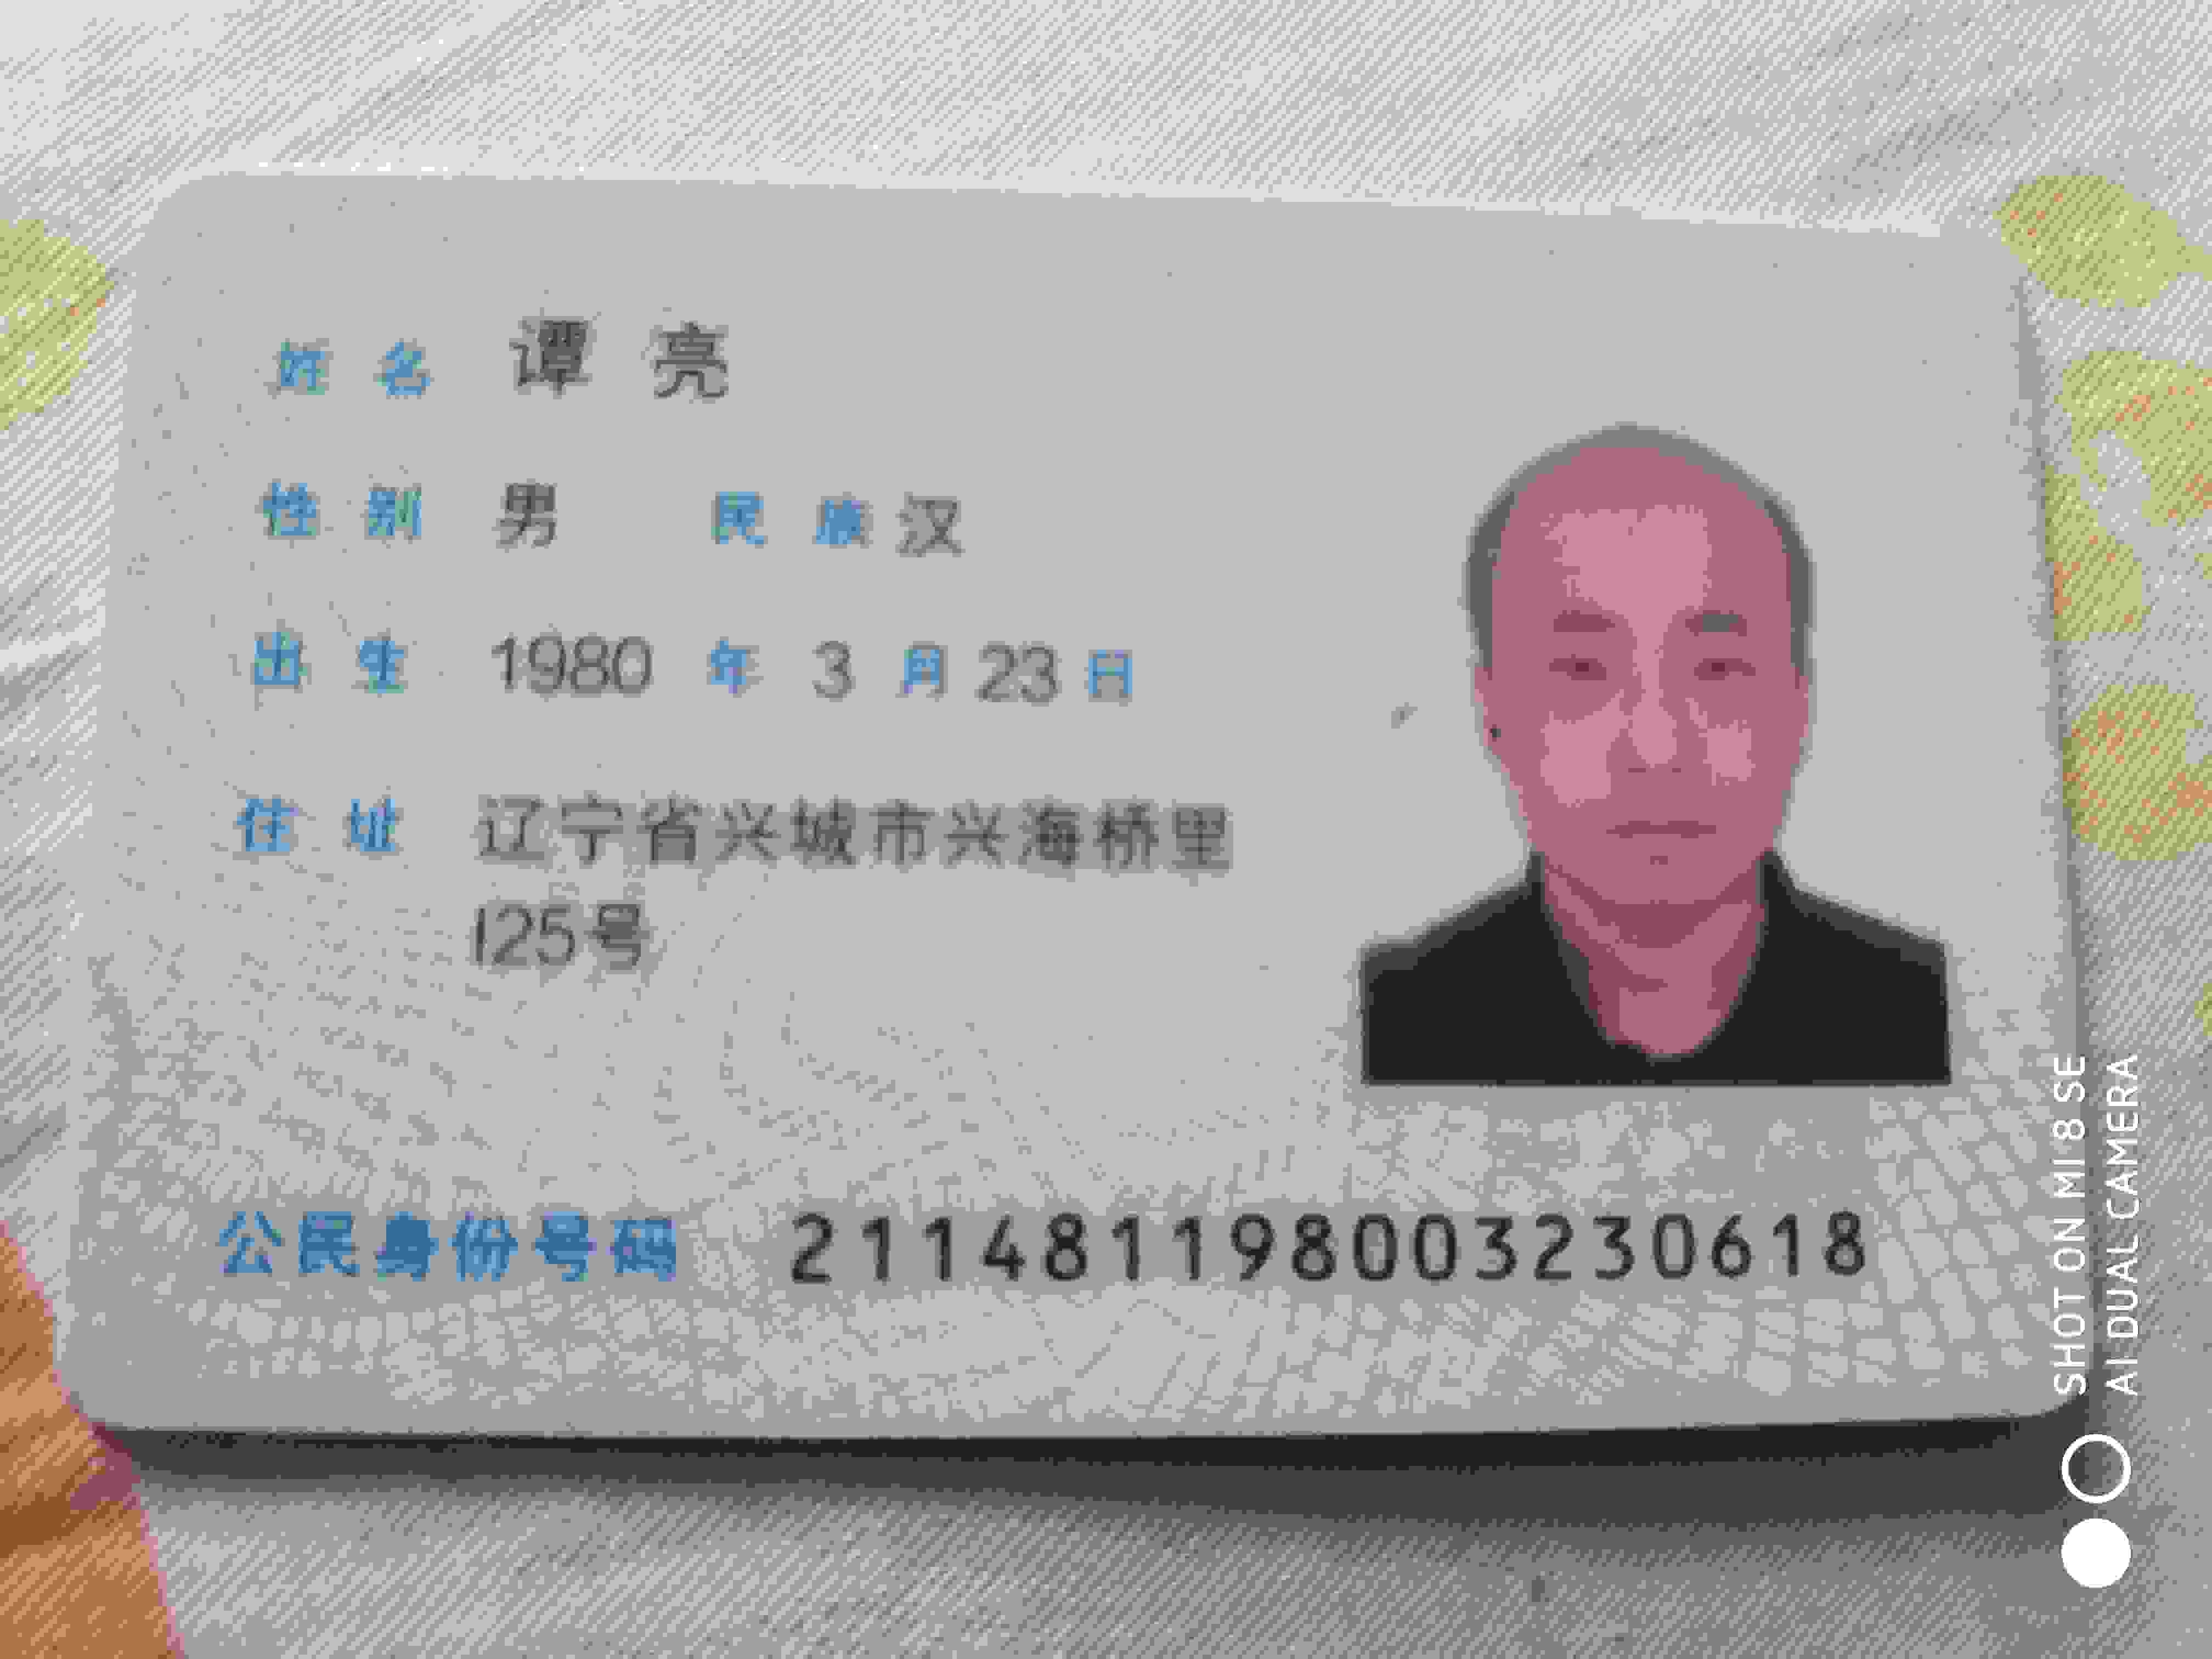 姓名 谭亮
性别 男 民族 汉
出生 1980 年 3 月 23 日
住址 辽宁省兴城市兴海桥里
125号
公民身份号码 211481198003230618
SHOT ON MI 8 SE
AI DUAL CAMERA